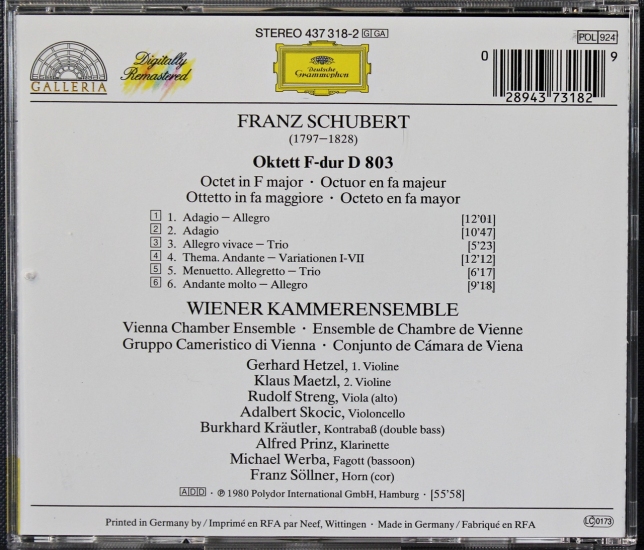 STEREO 437 318-2 GI GA
PDL 924
GALLERIA
Digitally
Remastered
Deutsche
Grammophon
0 28943 73182 9
FRANZ SCHUBERT
(1797–1828)
Oktett F-dur D 803
Octet in F major · Octuor en fa majeur
Ottetto in fa maggiore · Octeto en fa mayor
1 1. Adagio – Allegro [12'01]
2 2. Adagio [10'47]
3 3. Allegro vivace – Trio [5'23]
4 4. Thema. Andante – Variationen I-VII [12'12]
5 5. Menuetto. Allegretto – Trio [6'17]
6 6. Andante molto – Allegro [9'18]
WIENER KAMMERENSEMBLE
Vienna Chamber Ensemble · Ensemble de Chambre de Vienne
Gruppo Cameristico di Vienna · Conjunto de Cámara de Viena
Gerhard Hetzel, 1. Violine
Klaus Maetzl, 2. Violine
Rudolf Streng, Viola (alto)
Adalbert Skocic, Violoncello
Burkhard Kräutler, Kontrabaß (double bass)
Alfred Prinz, Klarinette
Michael Werba, Fagott (bassoon)
Franz Söllner, Horn (cor)
ADD · ℗ 1980 Polydor International GmbH, Hamburg · [55'58]
Printed in Germany by / Imprimé en RFA par Neef, Wittingen · Made in Germany / Fabriqué en RFA
LC 0173